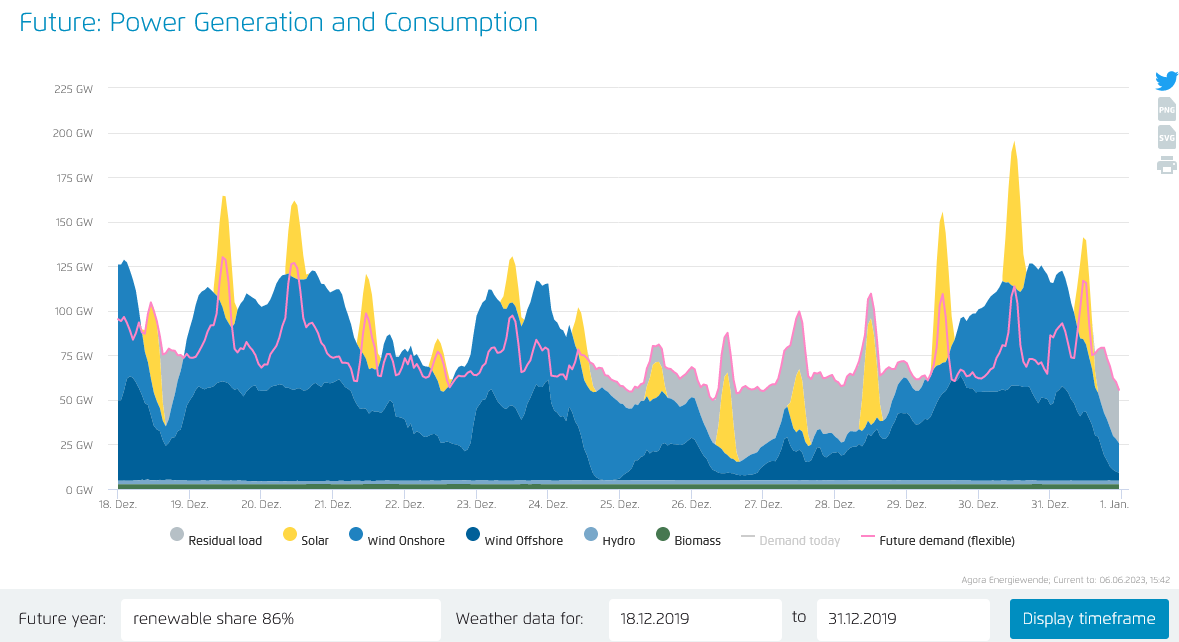 Future: Power Generation and Consumption
225 GW
200 GW
175 GW
150 GW
125 GW
100 GW
75 GW
50 GW
25 GW
0 GW
18. Dez. 19. Dez. 20. Dez. 21. Dez. 22. Dez. 23. Dez. 24. Dez. 25. Dez. 26. Dez. 27. Dez. 28. Dez. 29. Dez. 30. Dez. 31. Dez. 1. Jan.
Residual load Solar Wind Onshore Wind Offshore Hydro Biomass Demand today Future demand (flexible)
PNG
SVG
Agora Energiewende, Current to: 06.06.2023, 15:42
Future year: renewable share 86% Weather data for: 18.12.2019 to 31.12.2019 Display timeframe